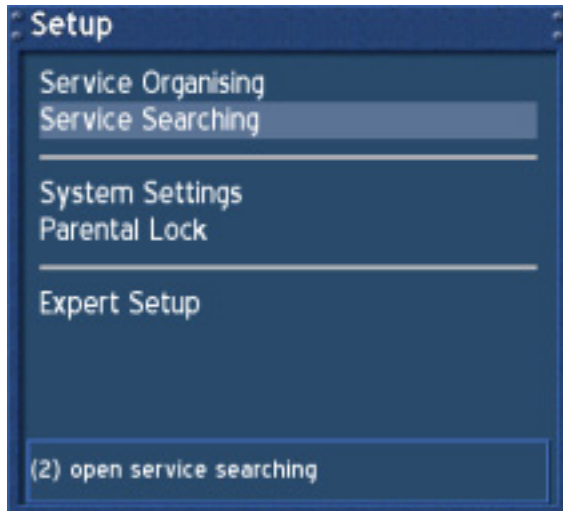 Setup
Service Organising
Service Searching
System Settings
Parental Lock
Expert Setup
(2) open service searching